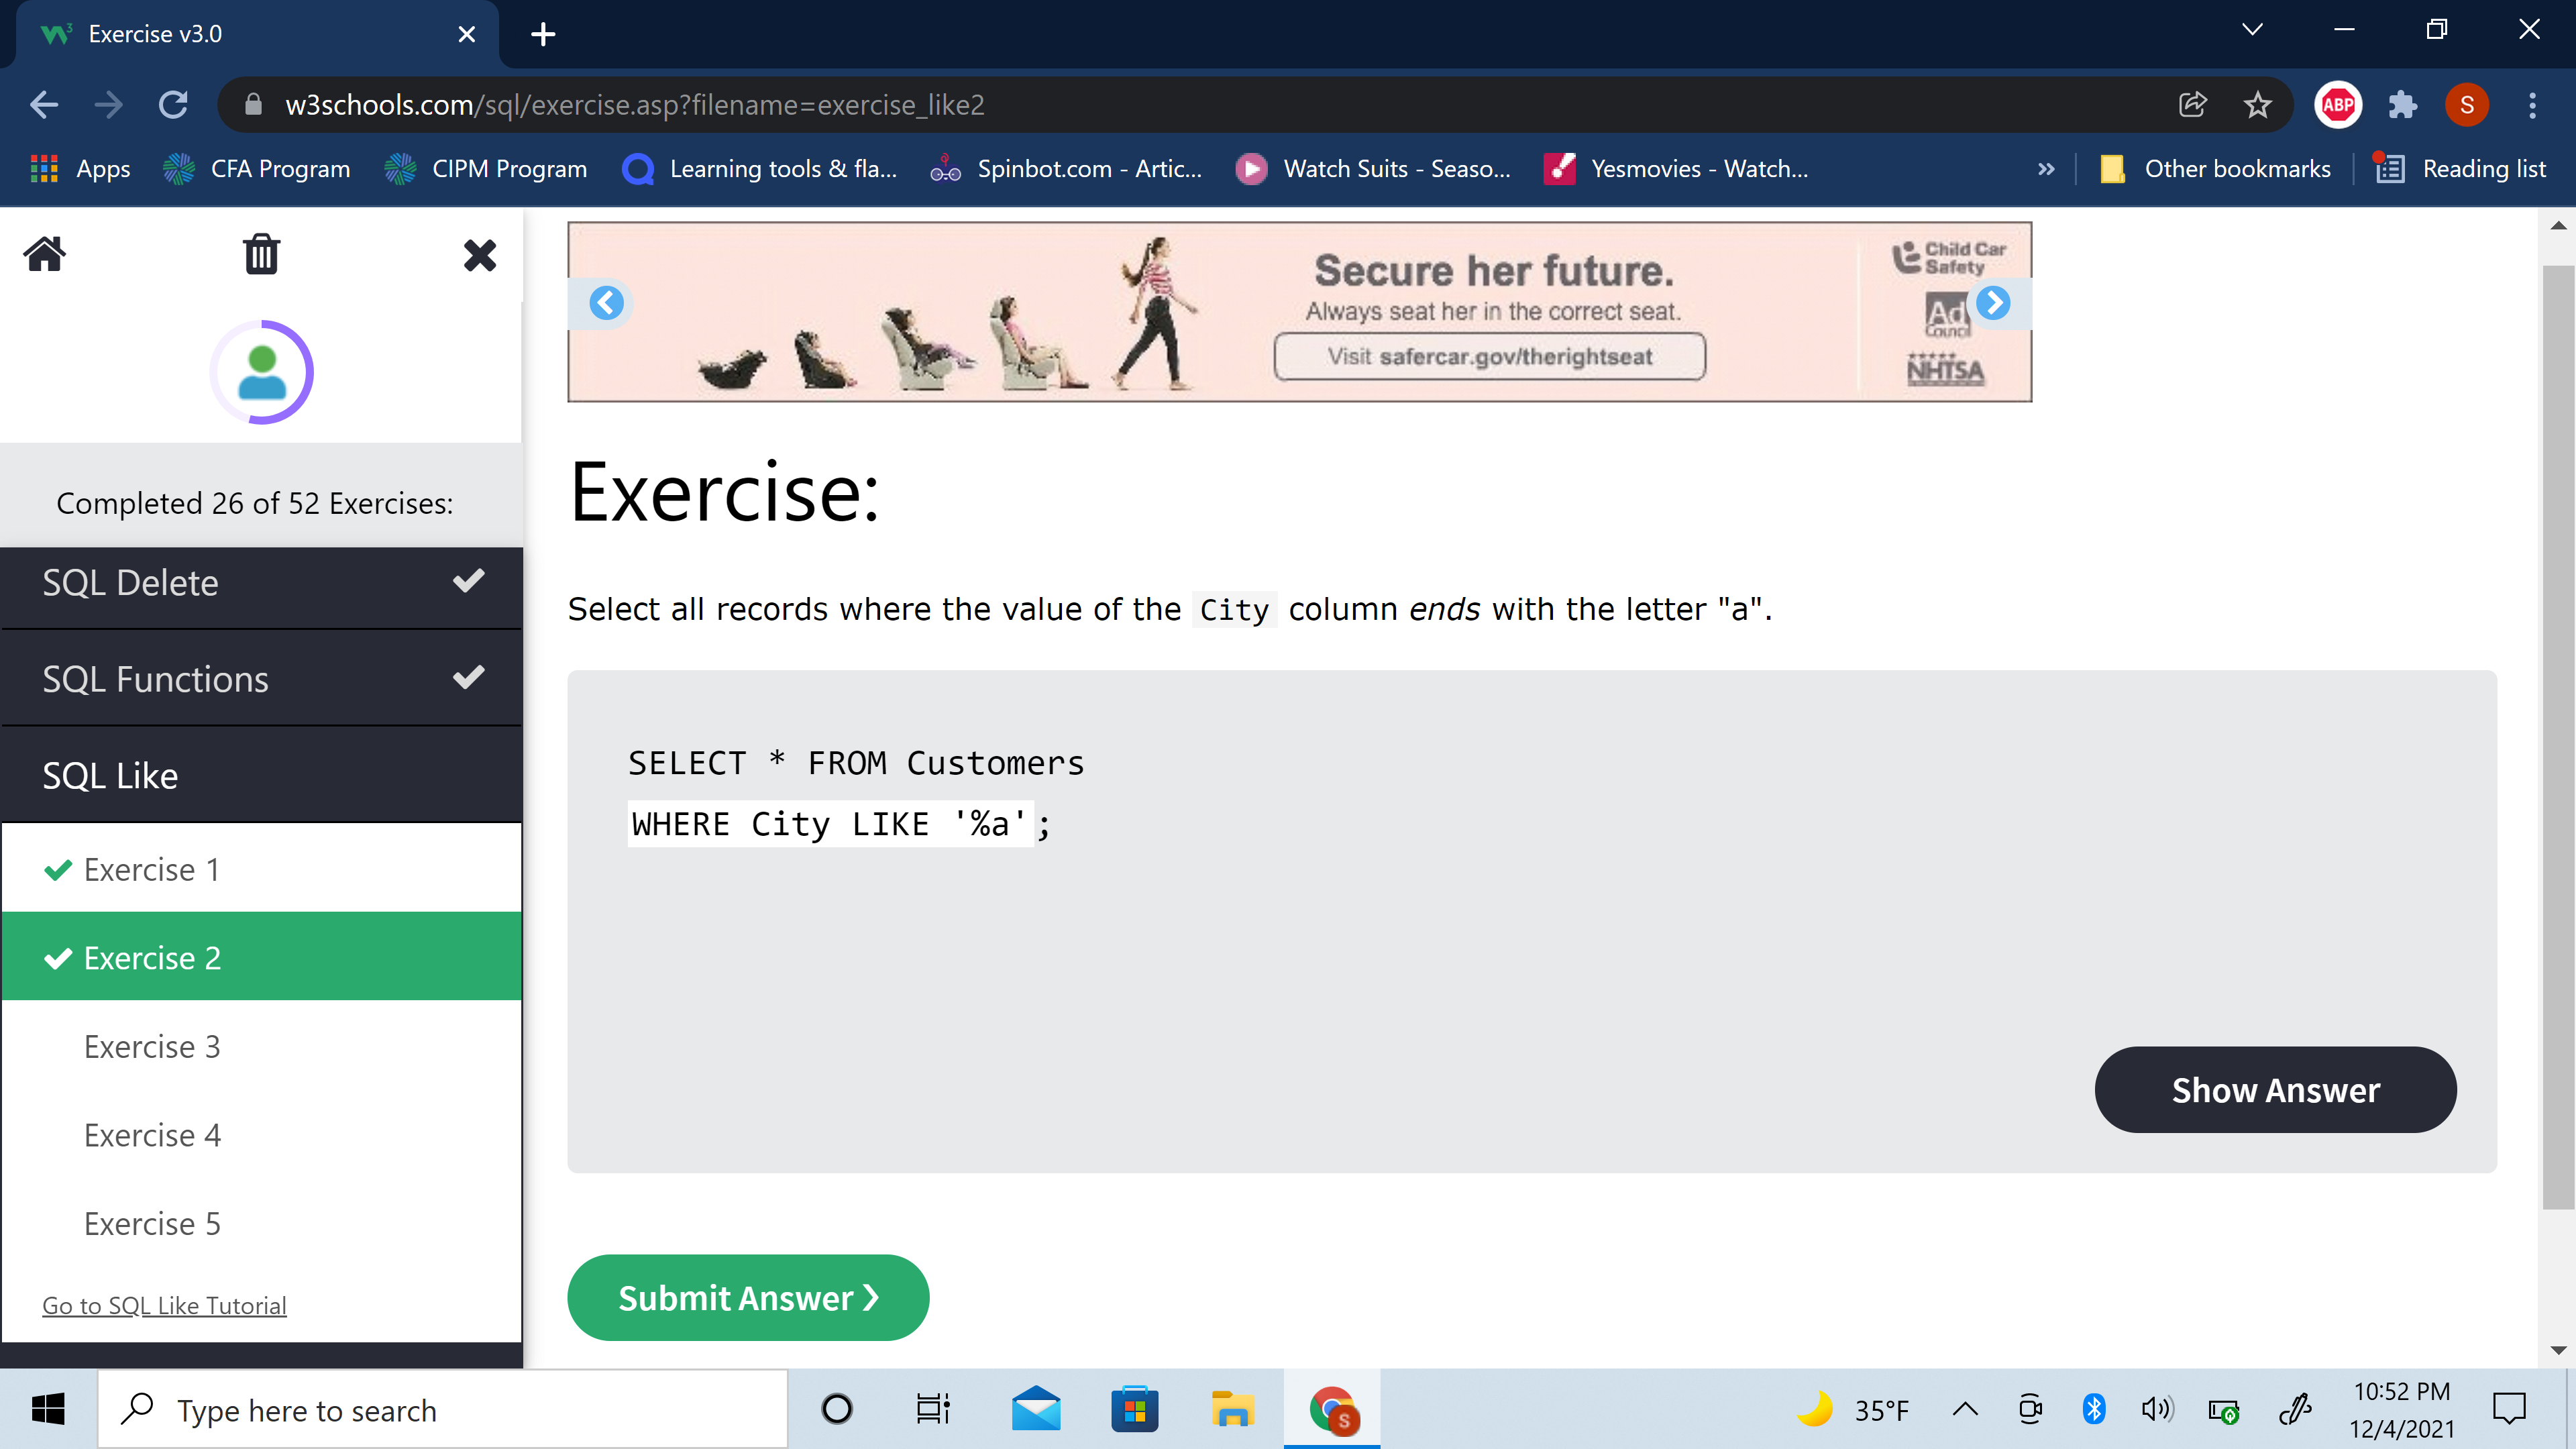 Exercise v3.0
w3schools.com/sql/exercise.asp?filename=exercise_like2
ABP
S
Apps
CFA Program
CIPM Program
Learning tools & fla...
Spinbot.com - Artic...
Watch Suits - Seaso...
Yesmovies - Watch...
»
Other bookmarks
Reading list
Completed 26 of 52 Exercises:
SQL Delete
SQL Functions
SQL Like
Exercise 1
Exercise 2
Exercise 3
Exercise 4
Exercise 5
Go to SQL Like Tutorial
Secure her future.
Always seat her in the correct seat.
Visit safercar.gov/therightseat
Child Car
Safety
Ad
Council
NHTSA
Exercise:
Select all records where the value of the City column ends with the letter "a".
SELECT * FROM Customers
WHERE City LIKE '%a';
Show Answer
Submit Answer ❯
Type here to search
S
35°F
10:52 PM
12/4/2021